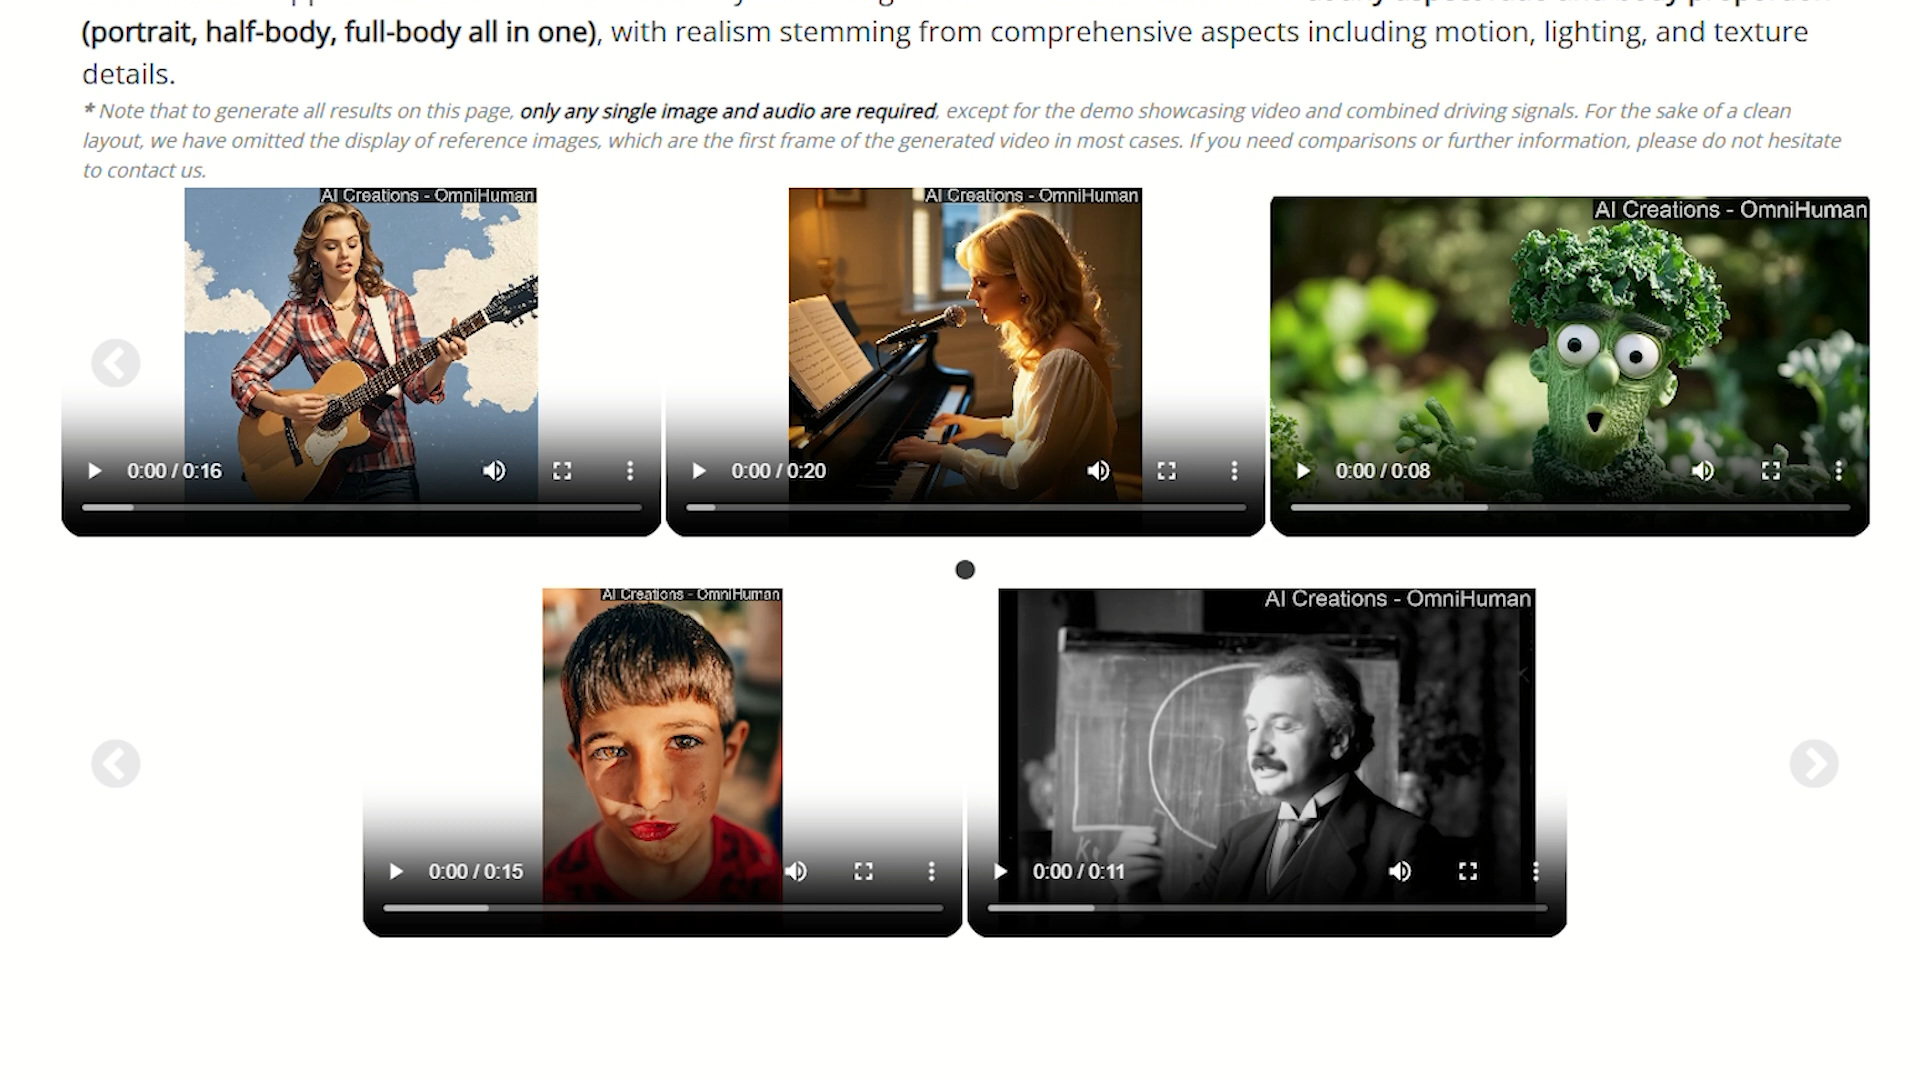 (portrait, half-body, full-body all in one), with realism stemming from comprehensive aspects including motion, lighting, and texture
details.
* Note that to generate all results on this page, only any single image and audio are required, except for the demo showcasing video and combined driving signals. For the sake of a clean
layout, we have omitted the display of reference images, which are the first frame of the generated video in most cases. If you need comparisons or further information, please do not hesitate
to contact us.
AI Creations - OmniHuman
AI Creations - OmniHuman
AI Creations - OmniHuman
0:00 / 0:16
0:00 / 0:20
0:00 / 0:08
AI Creations - OmniHuman
AI Creations - OmniHuman
0:00 / 0:15
0:00 / 0:11